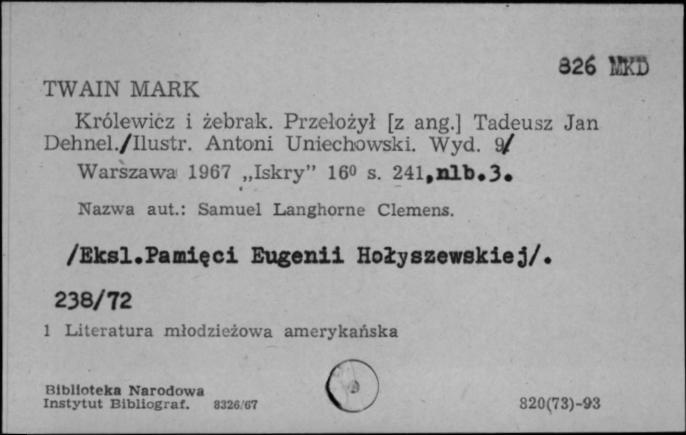 826 MKD
TWAIN MARK
Królewicz i żebrak. Przełożył [z ang.] Tadeusz Jan
Dehnel./Ilustr. Antoni Uniechowski. Wyd. 9/
Warszawa 1967 „Iskry” 16⁰ s. 241,nlb.3.
Nazwa aut.: Samuel Langhorne Clemens.
/Eksl.Pamięci Eugenii Hołyszewskiej/.
238/72
1 Literatura młodzieżowa amerykańska
Biblioteka Narodowa
Instytut Bibliograf. 8326/67
820(73)-93